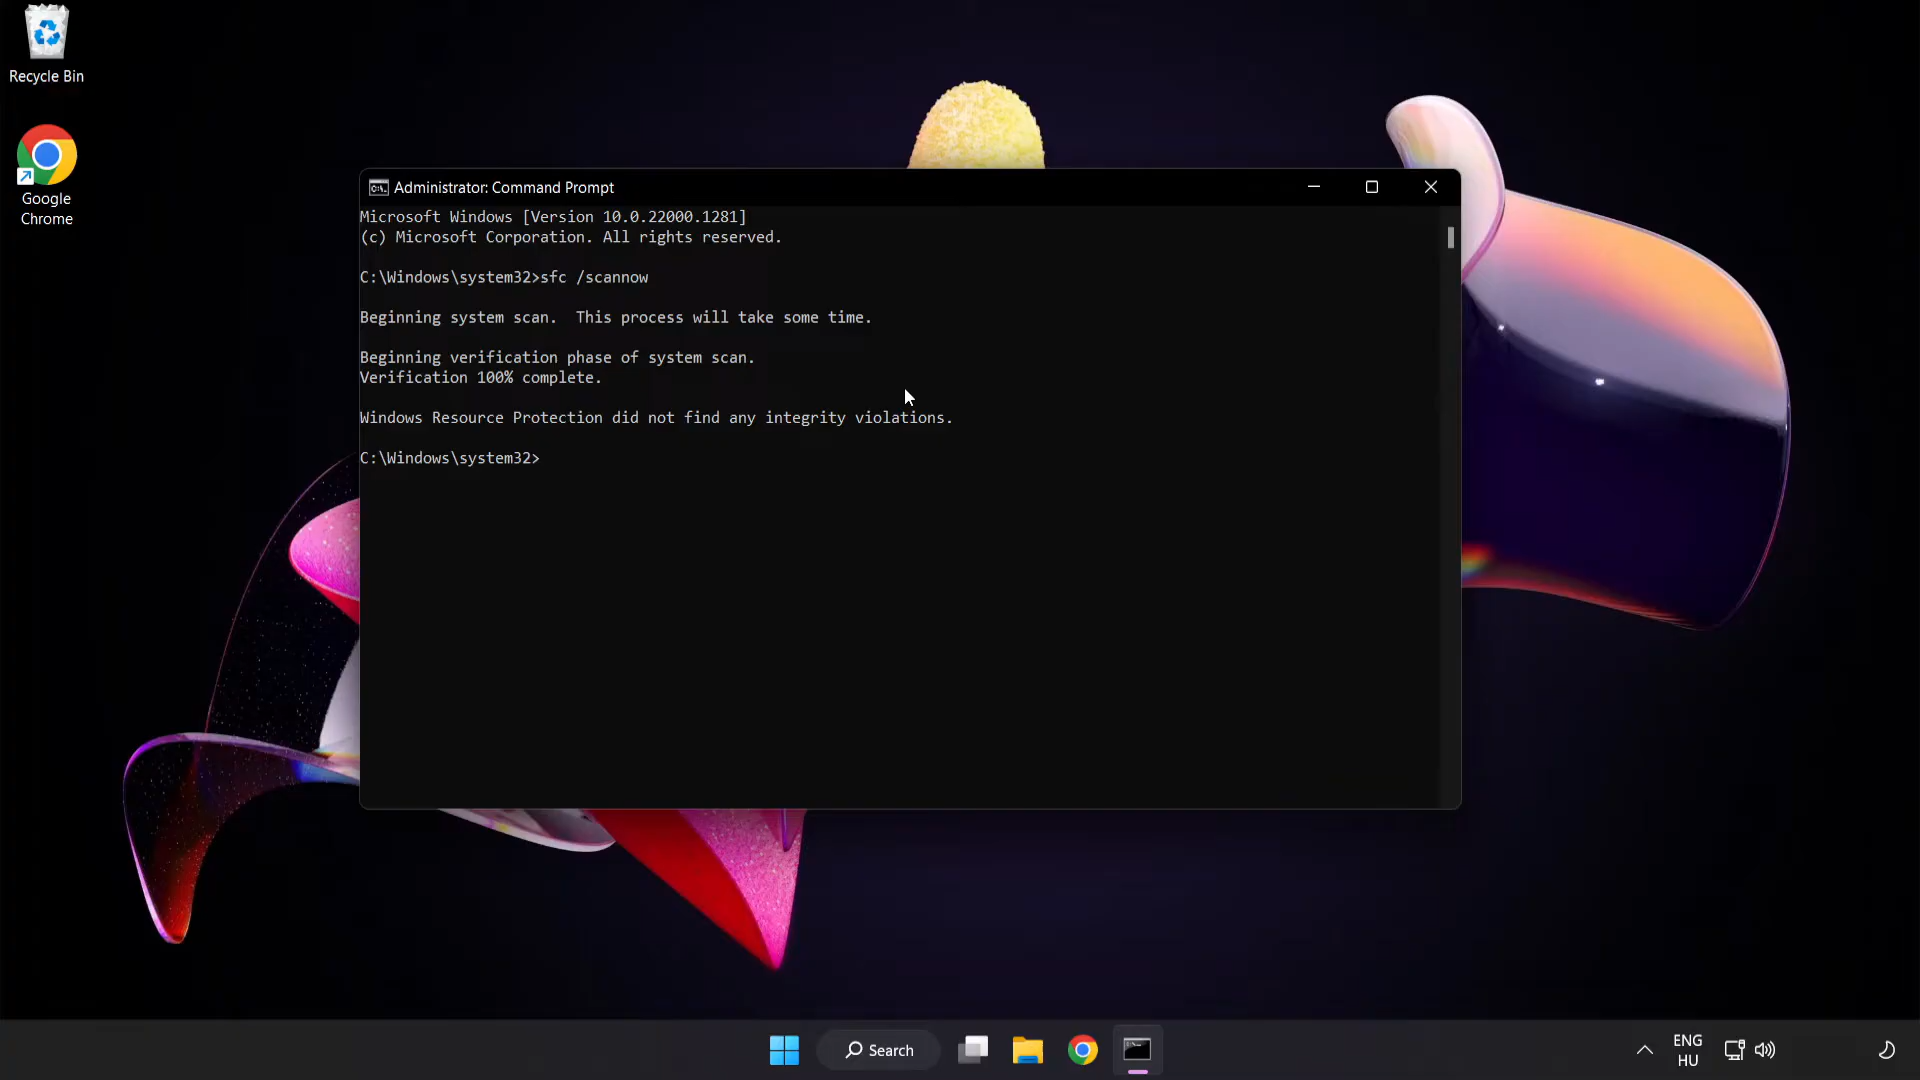 Recycle Bin
Google
Chrome
Administrator: Command Prompt
Microsoft Windows [Version 10.0.22000.1281]
(c) Microsoft Corporation. All rights reserved.
C:\Windows\system32>sfc /scannow
Beginning system scan.  This process will take some time.
Beginning verification phase of system scan.
Verification 100% complete.
Windows Resource Protection did not find any integrity violations.
C:\Windows\system32>
Search
ENG
HU